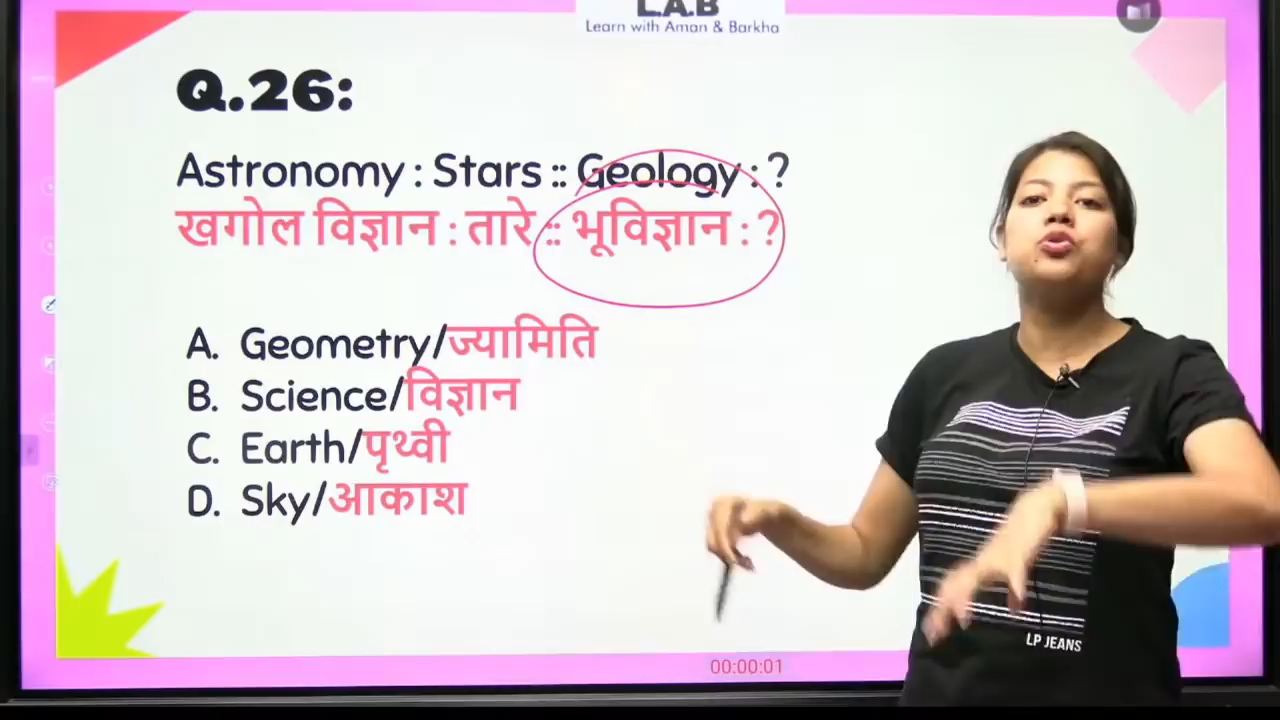 L.A.B
Learn with Aman & Barkha
Q.26:
Astronomy : Stars :: Geology : ?
खगोल विज्ञान : तारे :: भूविज्ञान : ?
A. Geometry/ज्यामिति
B. Science/विज्ञान
C. Earth/पृथ्वी
D. Sky/आकाश
LP JEANS
00:00:01